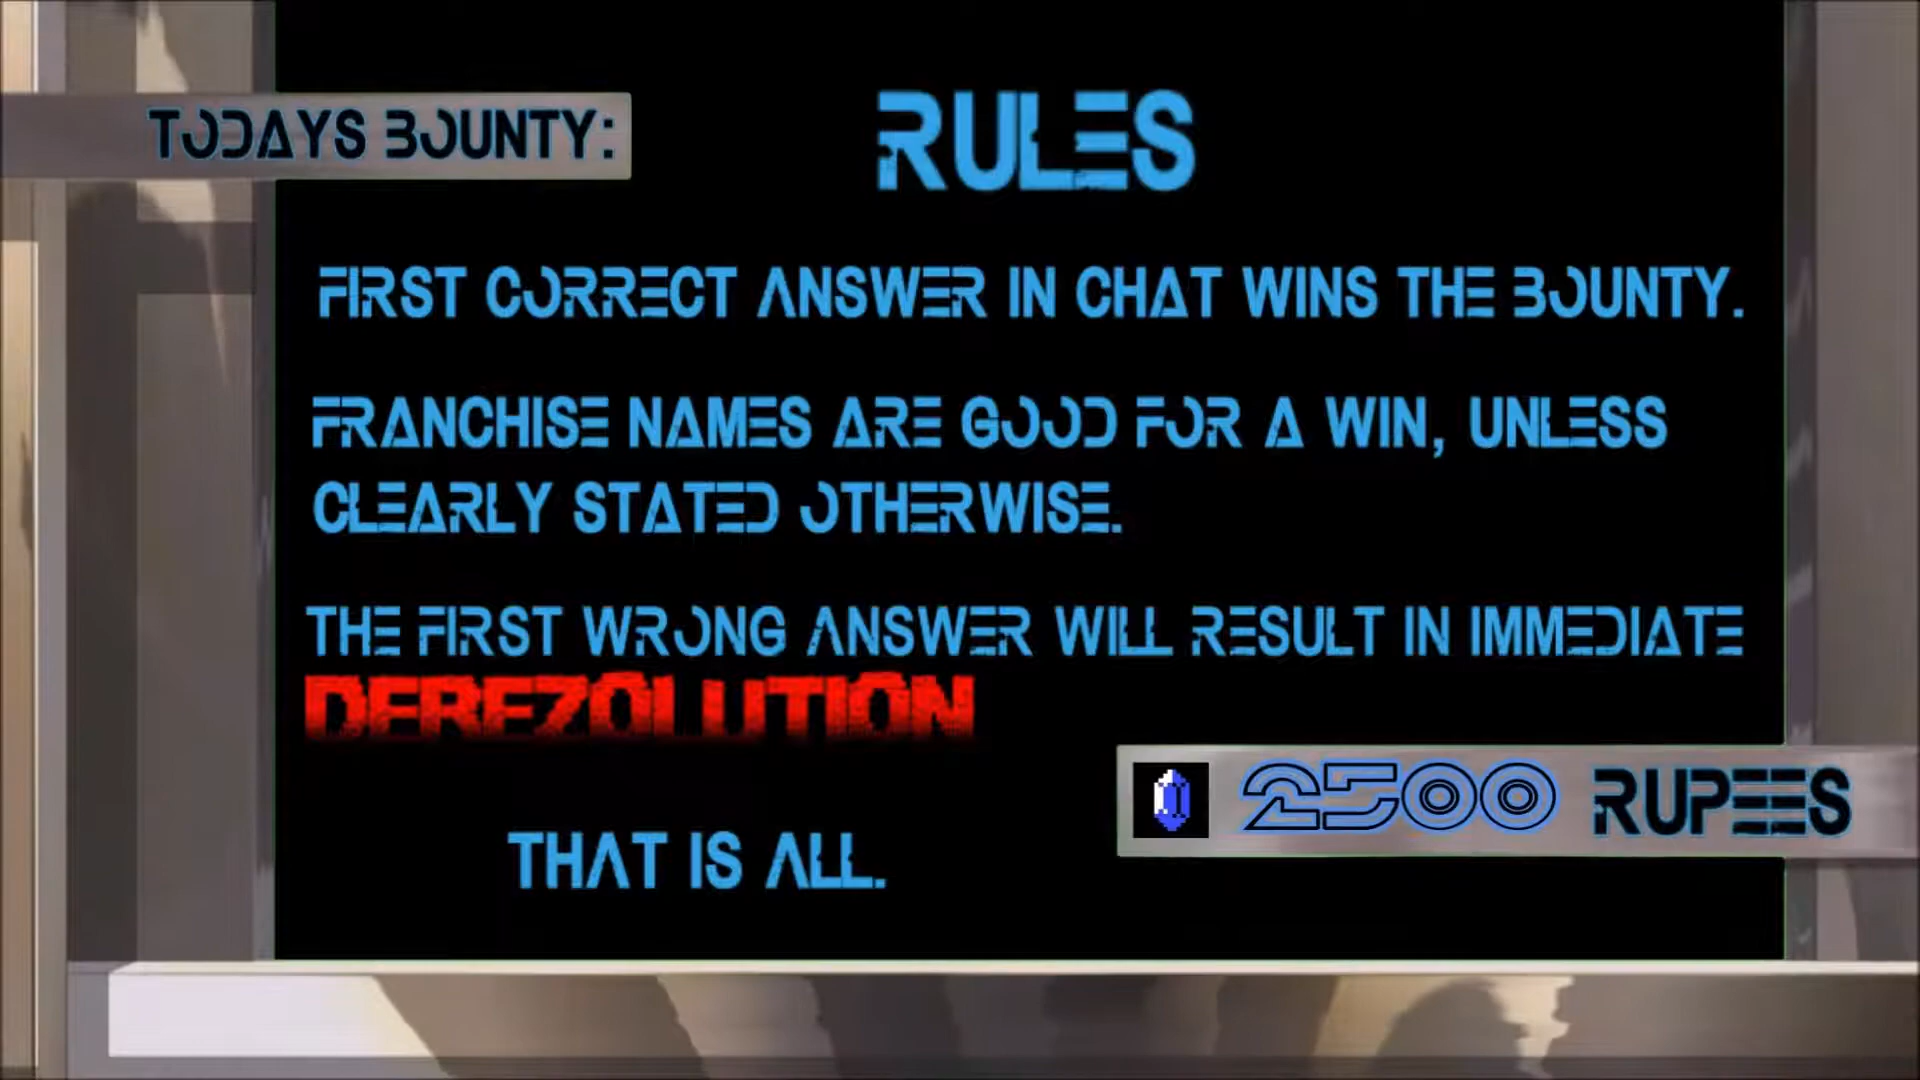 TODAYS BOUNTY:
RULES
FIRST CORRECT ANSWER IN CHAT WINS THE BOUNTY.
FRANCHISE NAMES ARE GOOD FOR A WIN, UNLESS
CLEARLY STATED OTHERWISE.
THE FIRST WRONG ANSWER WILL RESULT IN IMMEDIATE
DEREZOLUTION
2500 RUPEES
THAT IS ALL.